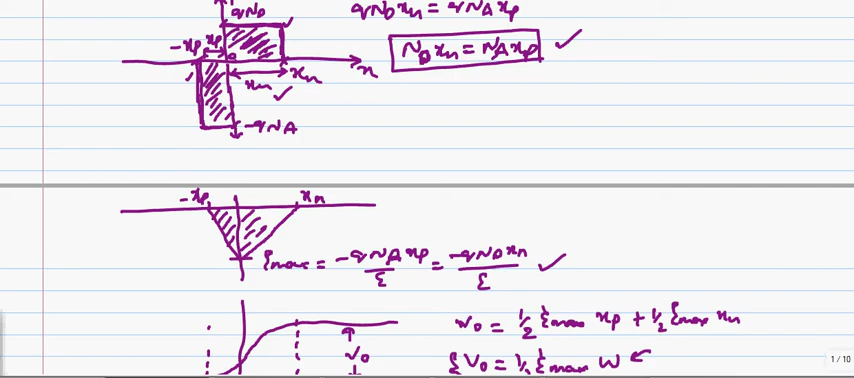 qN_D
qN_D x_n = qN_A x_p
-x_p x_p
N_D x_n = N_A x_p
0
x_n x_n x
-qN_A
-x_p x_n
ξ_max = -qN_A x_p / ε = -qN_D x_n / ε
V_0 = 1/2 ξ_max x_p + 1/2 ξ_max x_n
V_0
{ V_0 = 1/2 ξ_max W
1 / 10